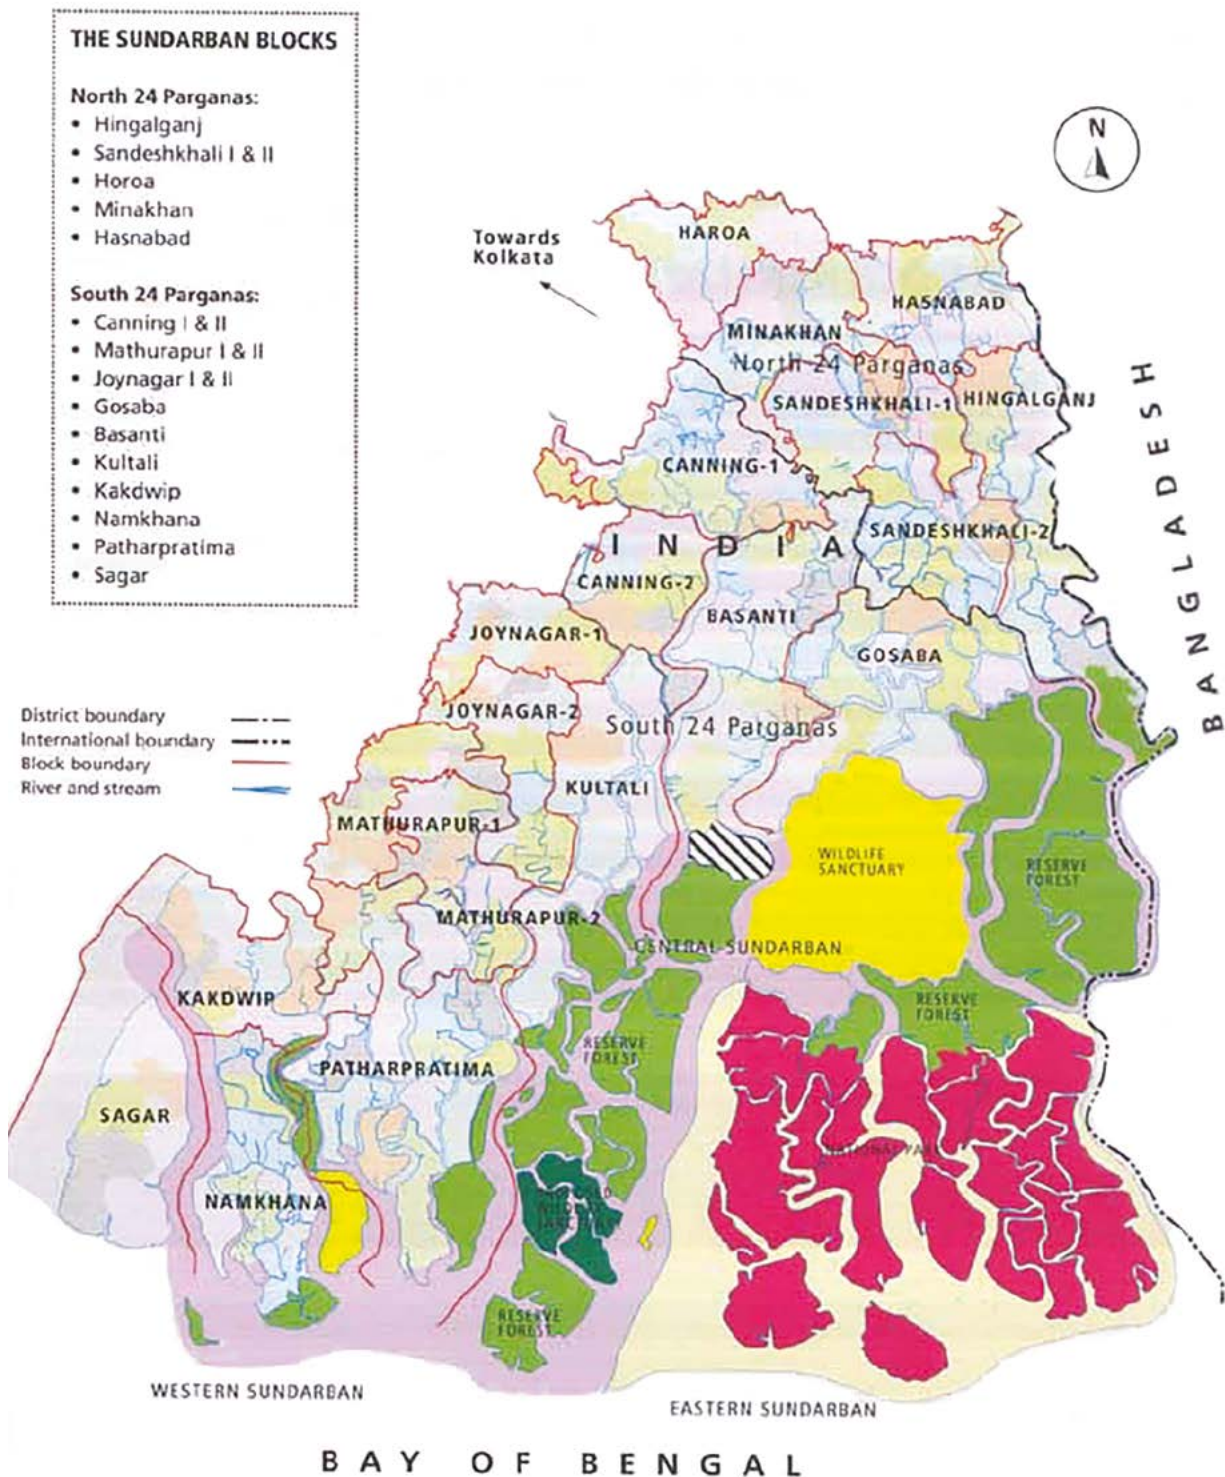 THE SUNDARBAN BLOCKS
North 24 Parganas:
• Hingalganj
• Sandeshkhali I & II
• Horoa
• Minakhan
• Hasnabad
South 24 Parganas:
• Canning I & II
• Mathurapur I & II
• Joynagar I & II
• Gosaba
• Basanti
• Kultali
• Kakdwip
• Namkhana
• Patharpratima
• Sagar
N
Towards
Kolkata
HAROA
HASNABAD
MINAKHAN
North 24 Parganas
SANDESHKHALI-1
HINGALGANJ
BANGLADESH
CANNING-1
SANDESHKHALI-2
INDIA
CANNING-2
BASANTI
JOYNAGAR-1
GOSABA
JOYNAGAR-2
South 24 Parganas
District boundary
International boundary
Block boundary
River and stream
KULTALI
MATHURAPUR-1
WILDLIFE
SANCTUARY
RESERVE
FOREST
MATHURAPUR-2
CENTRAL SUNDARBAN
KAKDWIP
RESERVE
FOREST
RESERVE
FOREST
PATHARPRATIMA
SAGAR
NATIONAL PARK
NAMKHANA
WILDLIFE
SANCTUARY
RESERVE
FOREST
WESTERN SUNDARBAN
EASTERN SUNDARBAN
BAY OF BENGAL